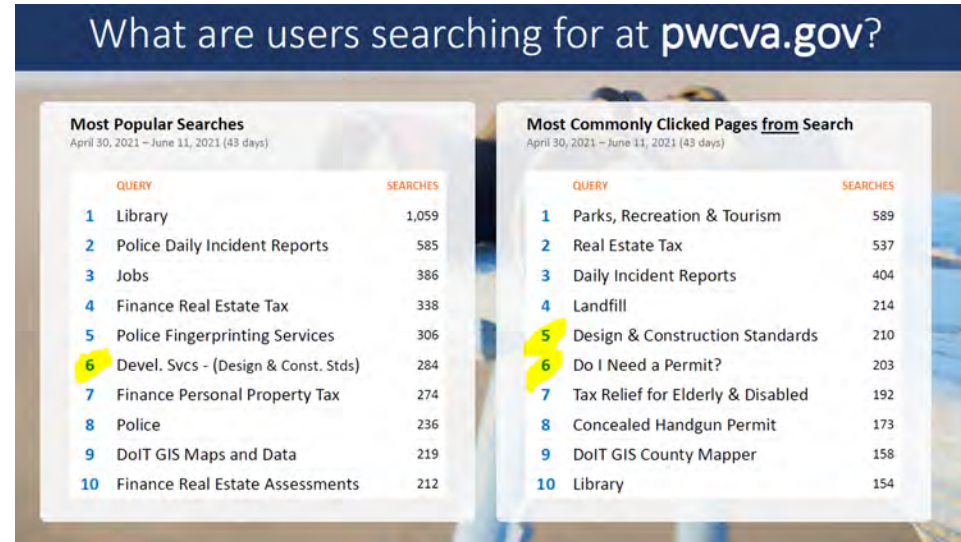 What are users searching for at pwcva.gov?
Most Popular Searches
April 30, 2021 – June 11, 2021 (43 days)
QUERY SEARCHES
1 Library 1,059
2 Police Daily Incident Reports 585
3 Jobs 386
4 Finance Real Estate Tax 338
5 Police Fingerprinting Services 306
6 Devel. Svcs - (Design & Const. Stds) 284
7 Finance Personal Property Tax 274
8 Police 236
9 DoIT GIS Maps and Data 219
10 Finance Real Estate Assessments 212
Most Commonly Clicked Pages from Search
April 30, 2021 – June 11, 2021 (43 days)
QUERY SEARCHES
1 Parks, Recreation & Tourism 589
2 Real Estate Tax 537
3 Daily Incident Reports 404
4 Landfill 214
5 Design & Construction Standards 210
6 Do I Need a Permit? 203
7 Tax Relief for Elderly & Disabled 192
8 Concealed Handgun Permit 173
9 DoIT GIS County Mapper 158
10 Library 154